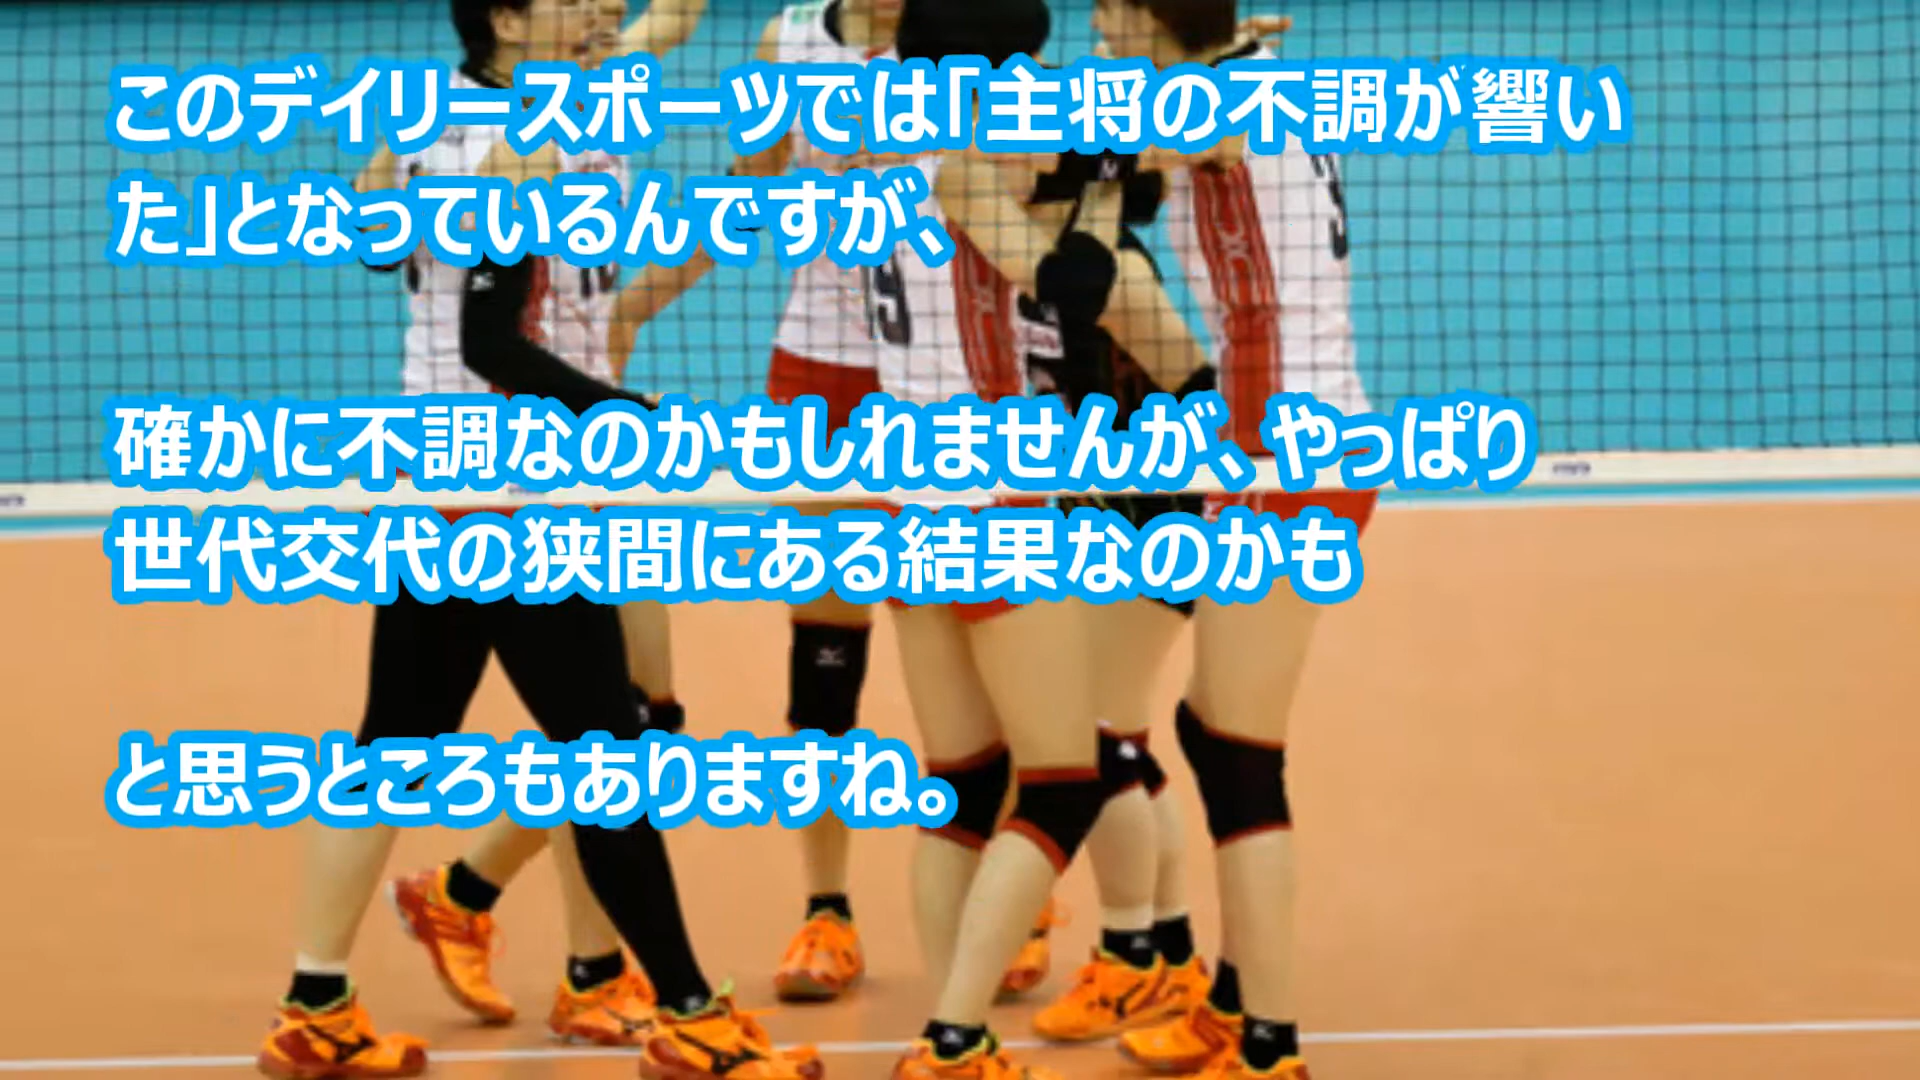 このデイリースポーツでは「主将の不調が響い
た」となっているんですが、
確かに不調なのかもしれませんが、やっぱり
世代交代の狭間にある結果なのかも
と思うところもありますね。
19